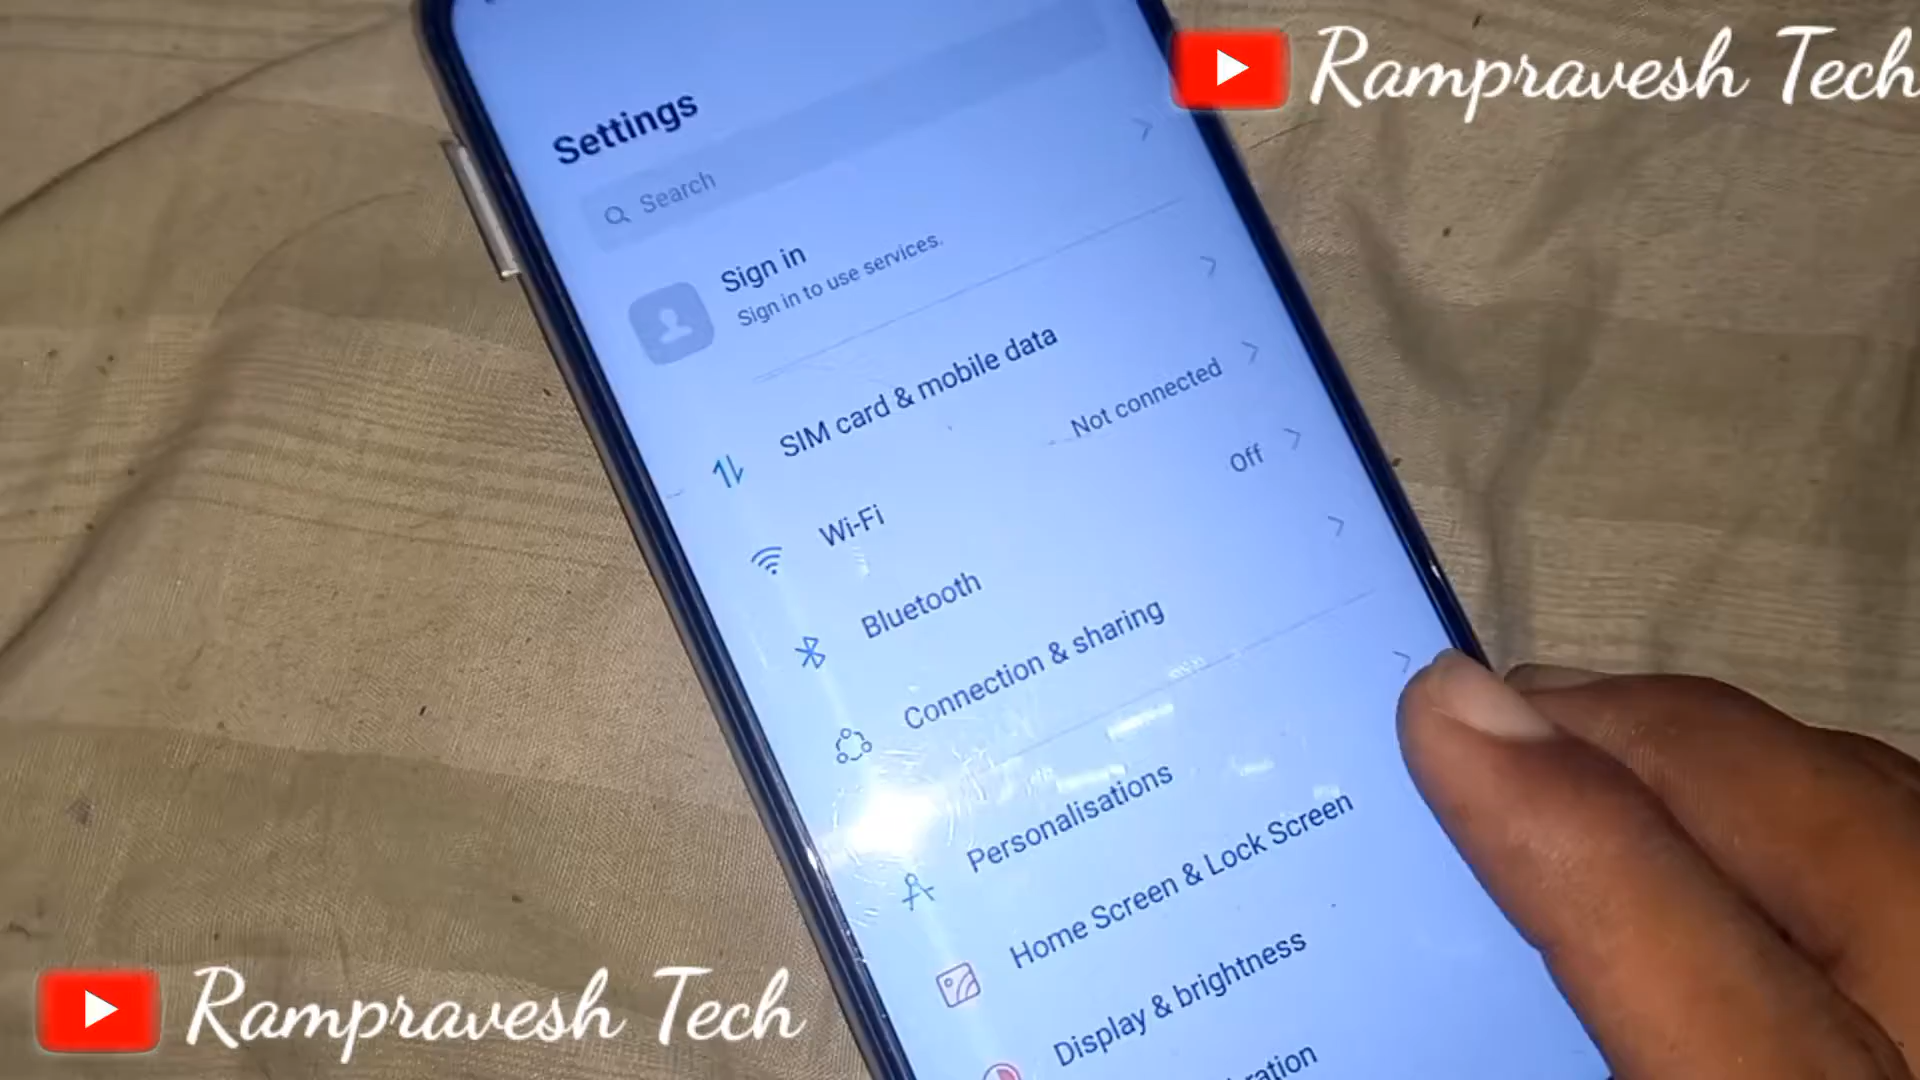 Rampravesh Tech
Settings
Search
Sign in
Sign in to use services.
SIM card & mobile data
Wi-Fi
Not connected
Bluetooth
Off
Connection & sharing
Personalisations
Home Screen & Lock Screen
Display & brightness
Rampravesh Tech